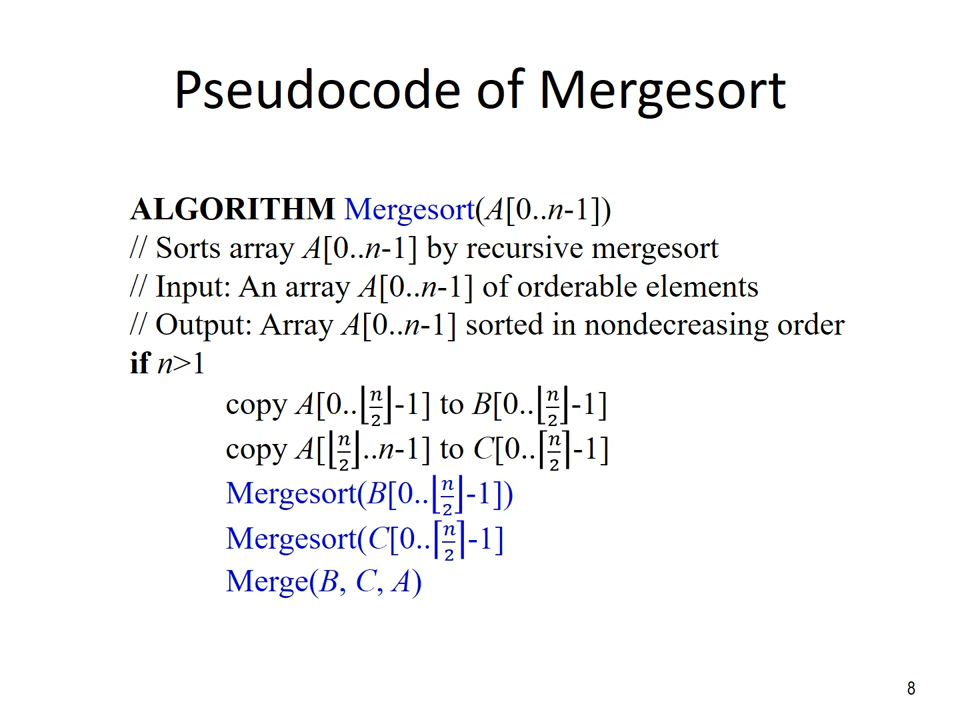 Pseudocode of Mergesort
ALGORITHM Mergesort(A[0..n-1])
// Sorts array A[0..n-1] by recursive mergesort
// Input: An array A[0..n-1] of orderable elements
// Output: Array A[0..n-1] sorted in nondecreasing order
if n>1
copy A[0..⌊n/2⌋-1] to B[0..⌊n/2⌋-1]
copy A[⌊n/2⌋..n-1] to C[0..⌈n/2⌉-1]
Mergesort(B[0..⌊n/2⌋-1])
Mergesort(C[0..⌈n/2⌉-1]
Merge(B, C, A)
8